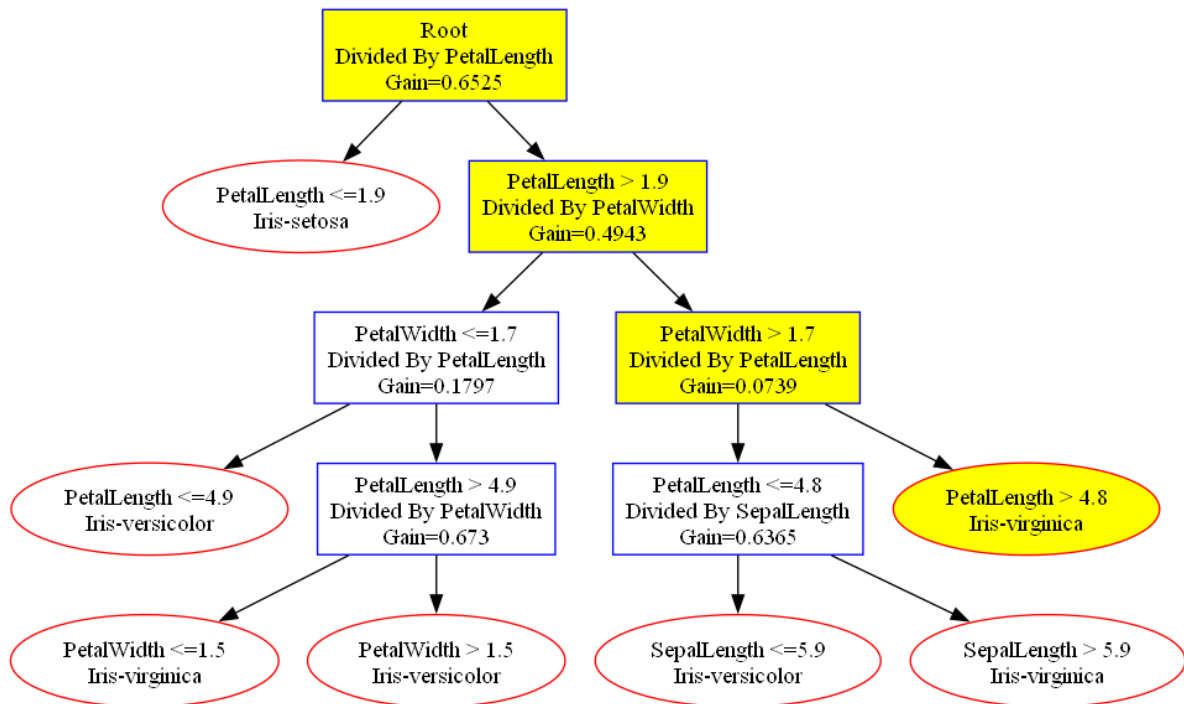 Root
Divided By PetalLength
Gain=0.6525
PetalLength <=1.9
Iris-setosa
PetalLength > 1.9
Divided By PetalWidth
Gain=0.4943
PetalWidth <=1.7
Divided By PetalLength
Gain=0.1797
PetalWidth > 1.7
Divided By PetalLength
Gain=0.0739
PetalLength <=4.9
Iris-versicolor
PetalLength > 4.9
Divided By PetalWidth
Gain=0.673
PetalLength <=4.8
Divided By SepalLength
Gain=0.6365
PetalLength > 4.8
Iris-virginica
PetalWidth <=1.5
Iris-virginica
PetalWidth > 1.5
Iris-versicolor
SepalLength <=5.9
Iris-versicolor
SepalLength > 5.9
Iris-virginica